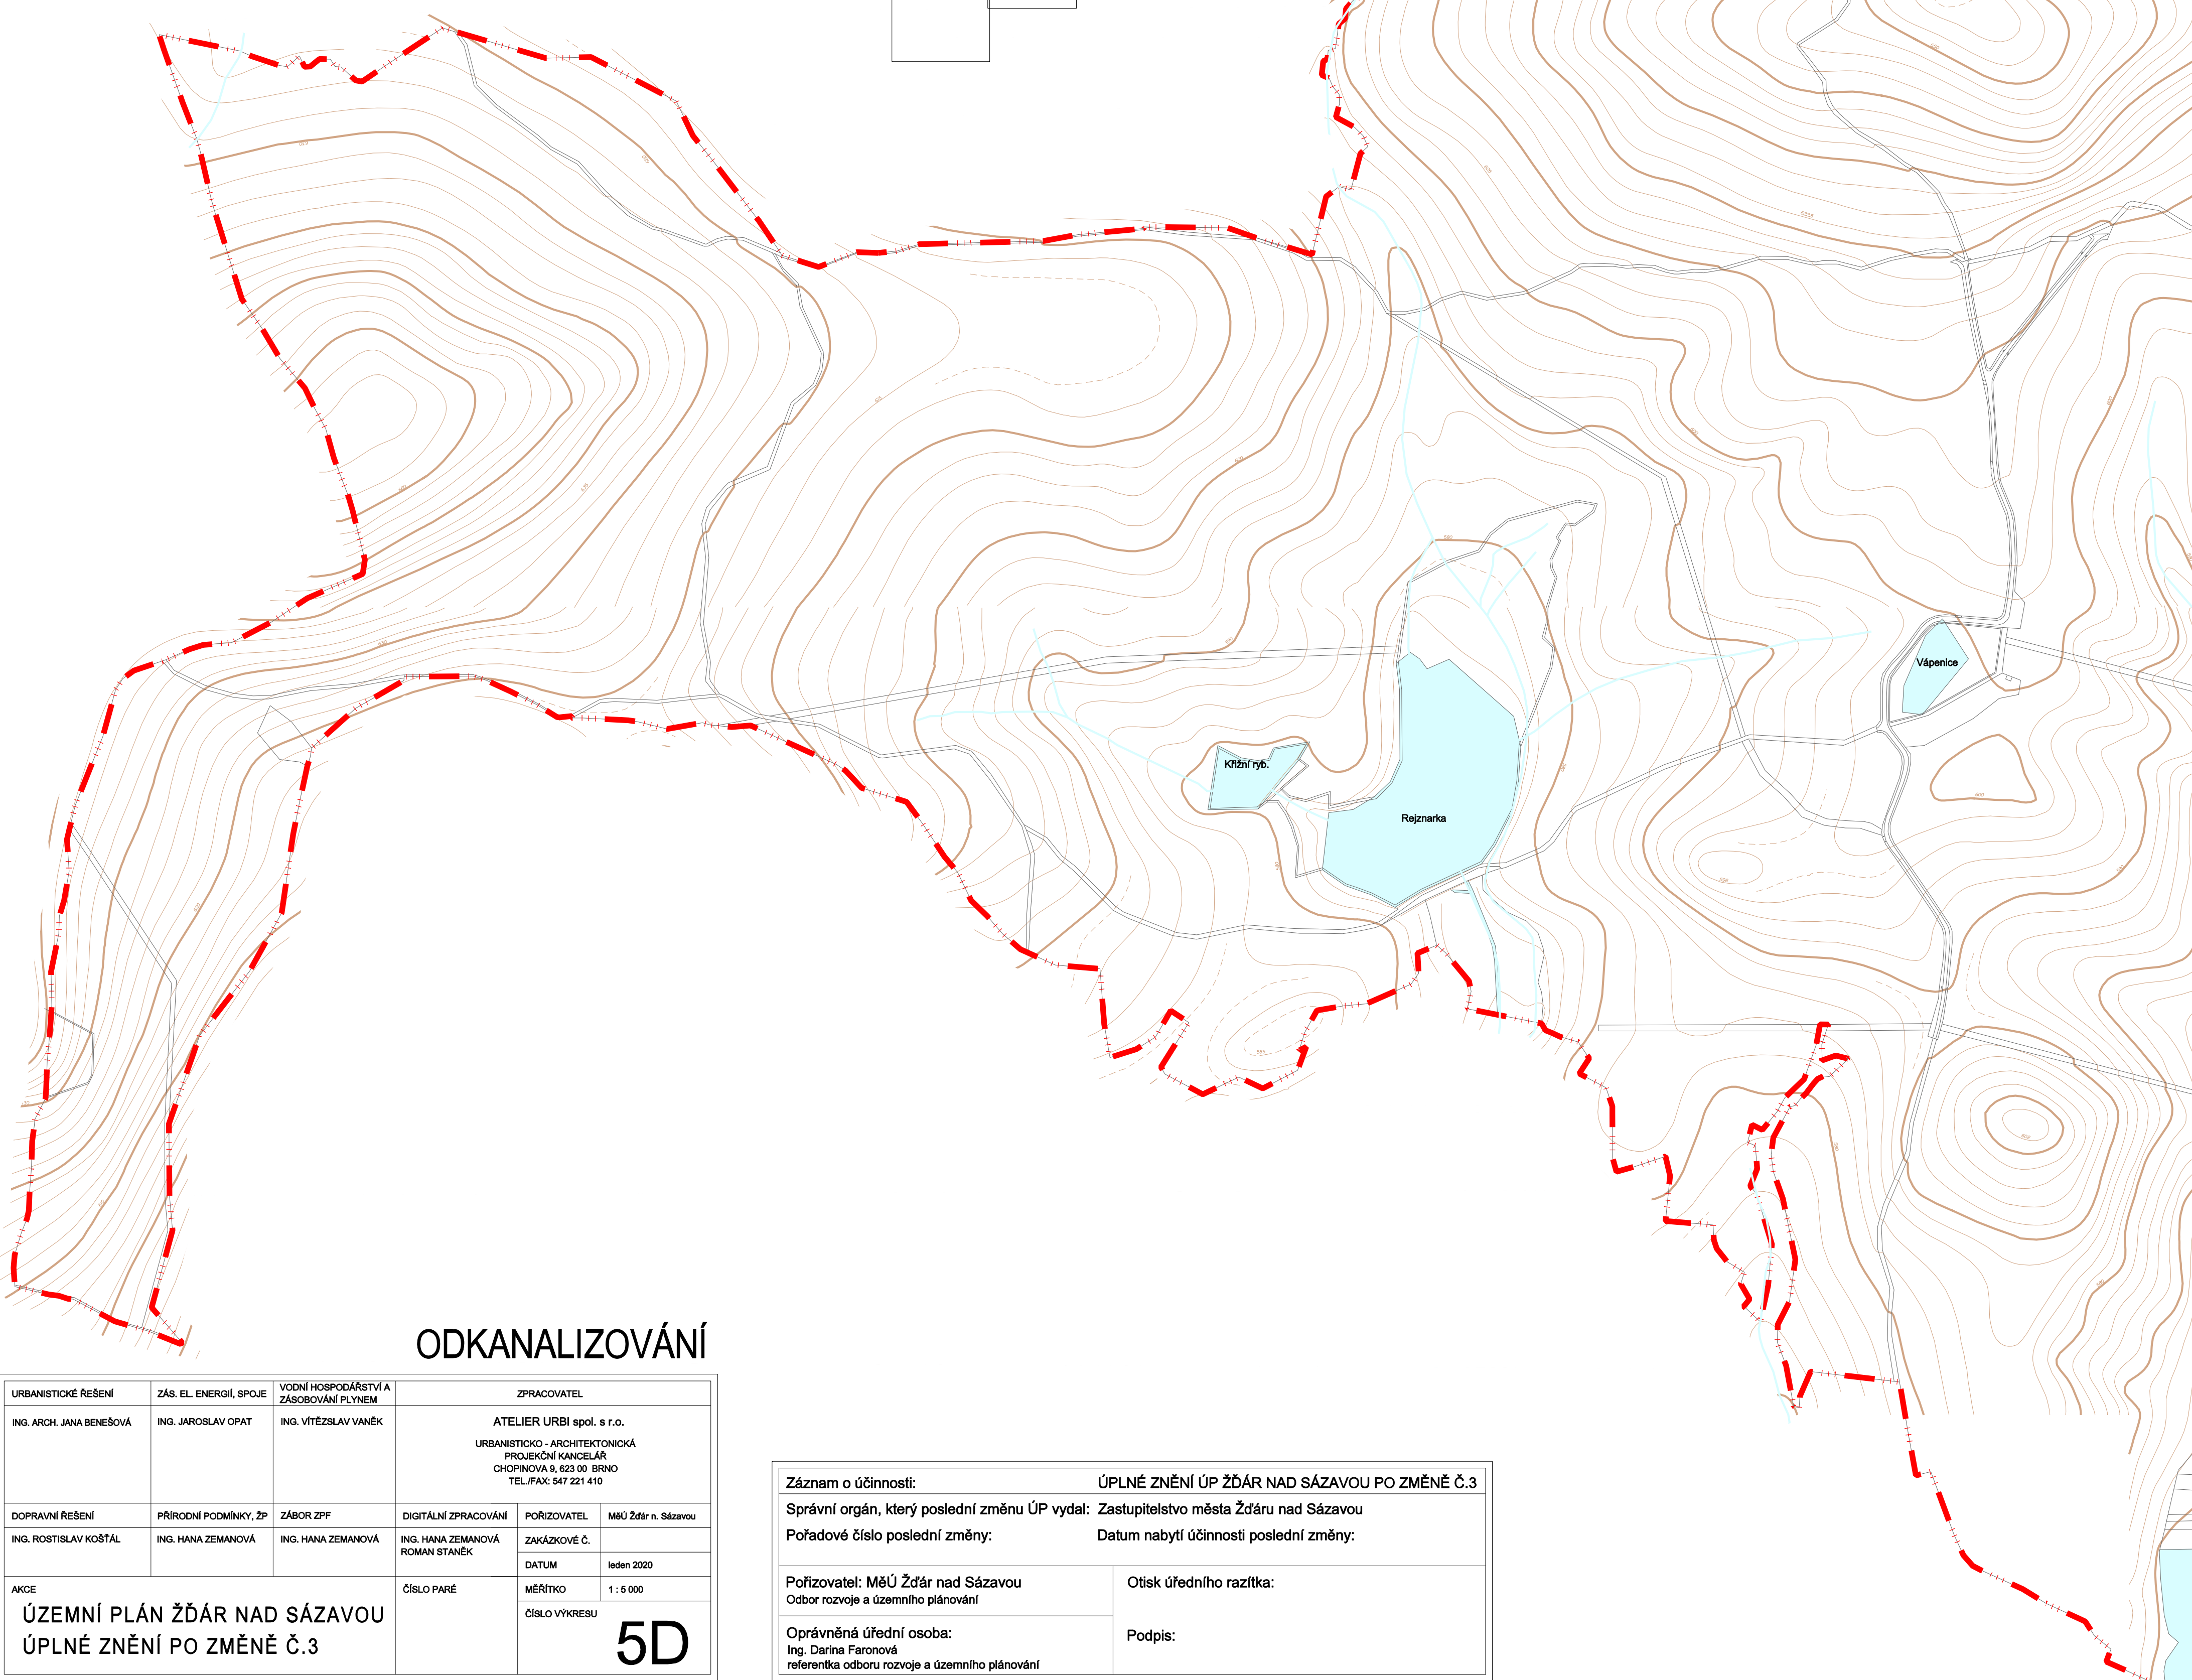 Vápenice
Křižní ryb.
Rejznarka
600
600
580
ODKANALIZOVÁNÍ
URBANISTICKÉ ŘEŠENÍ
ZÁS. EL. ENERGIÍ, SPOJE
VODNÍ HOSPODÁŘSTVÍ A
ZÁSOBOVÁNÍ PLYNEM
ZPRACOVATEL
ING. ARCH. JANA BENEŠOVÁ
ING. JAROSLAV OPAT
ING. VÍTĚZSLAV VANĚK
ATELIER URBI spol. s r.o.
URBANISTICKO - ARCHITEKTONICKÁ
PROJEKČNÍ KANCELÁŘ
CHOPINOVA 9, 623 00 BRNO
TEL./FAX: 547 221 410
DOPRAVNÍ ŘEŠENÍ
PŘÍRODNÍ PODMÍNKY, ŽP
ZÁBOR ZPF
DIGITÁLNÍ ZPRACOVÁNÍ
POŘIZOVATEL
MěÚ Žďár n. Sázavou
ING. ROSTISLAV KOŠŤÁL
ING. HANA ZEMANOVÁ
ING. HANA ZEMANOVÁ
ING. HANA ZEMANOVÁ
ROMAN STANĚK
ZAKÁZKOVÉ Č.
DATUM
leden 2020
AKCE
ČÍSLO PARÉ
MĚŘÍTKO
1 : 5 000
ÚZEMNÍ PLÁN ŽĎÁR NAD SÁZAVOU
ÚPLNÉ ZNĚNÍ PO ZMĚNĚ Č.3
ČÍSLO VÝKRESU
5D
Záznam o účinnosti:
ÚPLNÉ ZNĚNÍ ÚP ŽĎÁR NAD SÁZAVOU PO ZMĚNĚ Č.3
Správní orgán, který poslední změnu ÚP vydal: Zastupitelstvo města Žďáru nad Sázavou
Pořadové číslo poslední změny:
Datum nabytí účinnosti poslední změny:
Pořizovatel: MěÚ Žďár nad Sázavou
Odbor rozvoje a územního plánování
Otisk úředního razítka:
Oprávněná úřední osoba:
Ing. Darina Faronová
referentka odboru rozvoje a územního plánování
Podpis: